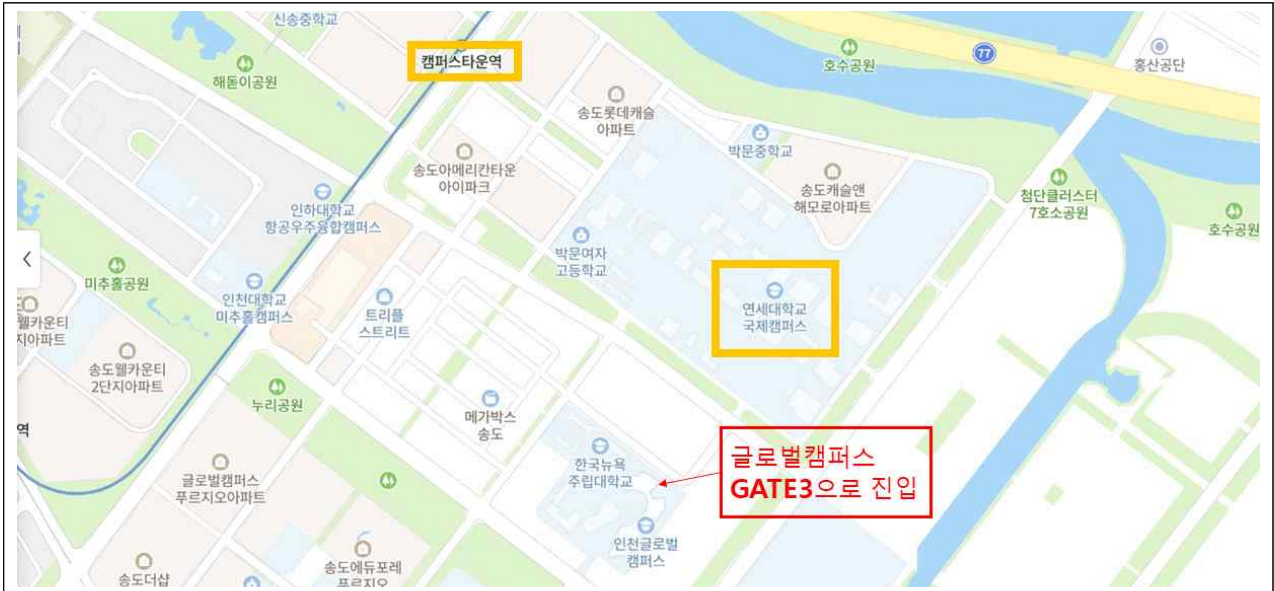 신송중학교
캠퍼스타운역
해돋이공원
호수공원
77
홍산공단
송도롯데캐슬
아파트
박문중학교
송도아메리칸타운
아이파크
송도캐슬앤
해모로아파트
첨단클러스터
7호소공원
호수공원
인하대학교
항공우주융합캠퍼스
박문여자
고등학교
미추홀공원
인천대학교
미추홀캠퍼스
트리플
스트리트
연세대학교
국제캠퍼스
웰카운티
지아파트
송도웰카운티
2단지아파트
누리공원
메가박스
송도
역
글로벌캠퍼스
푸르지오아파트
한국뉴욕
주립대학교
글로벌캠퍼스
GATE3으로 진입
인천글로벌
캠퍼스
송도더샵
송도에듀포레
푸르지오